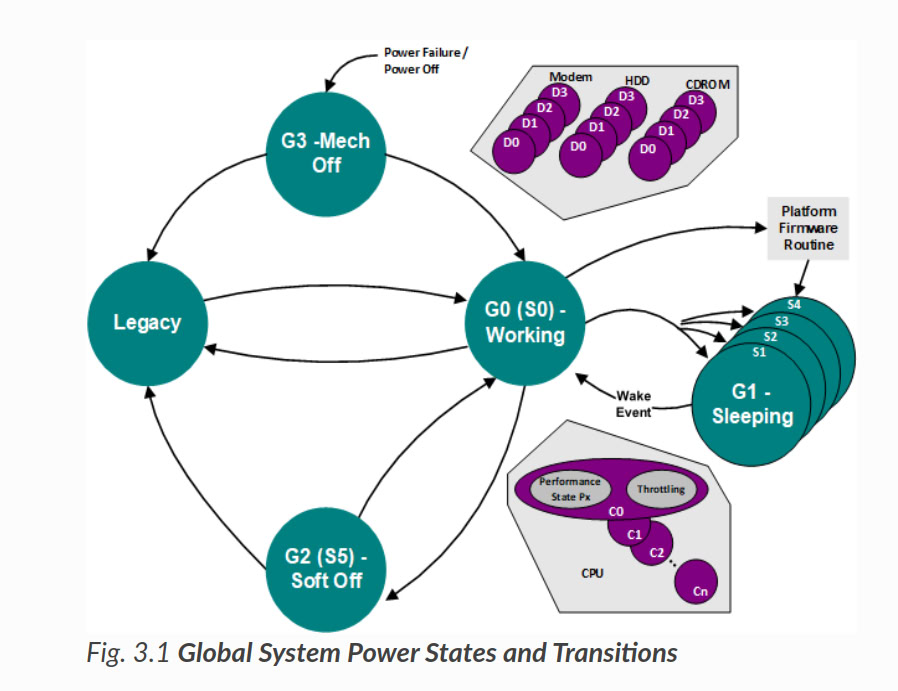 Power Failure/
Power Off
G3 -Mech
Off
Modem
HDD
CDROM
D3
D2
D1
D0
D3
D2
D1
D0
D3
D2
D1
D0
Platform
Firmware
Routine
Legacy
G0 (S0) -
Working
S4
S3
S2
S1
G1 -
Sleeping
Wake
Event
Performance
State Px
Throttling
C0
C1
C2
Cn
CPU
G2 (S5) -
Soft Off
Fig. 3.1 Global System Power States and Transitions